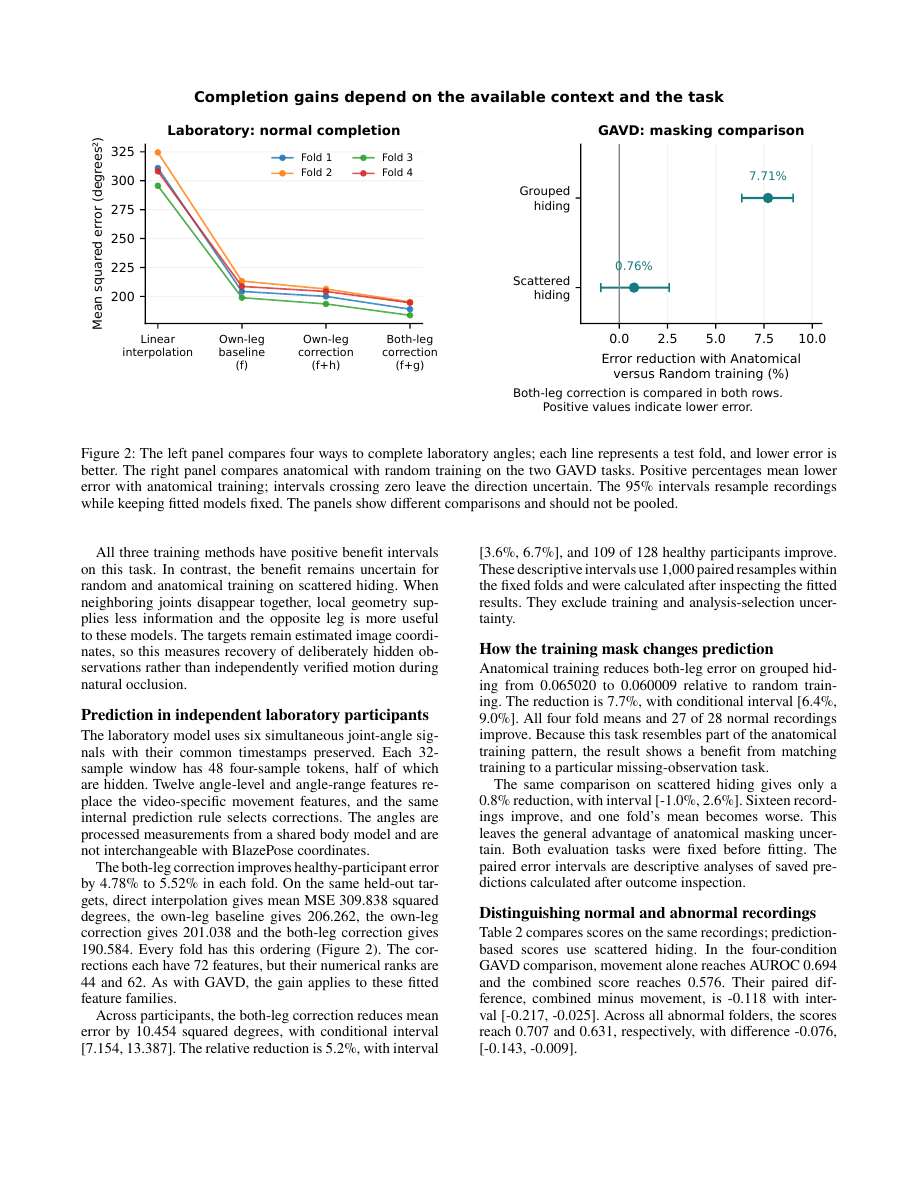 Completion gains depend on the available context and the task
Laboratory: normal completion
Mean squared error (degrees²)
325
300
275
250
225
200
Fold 1
Fold 2
Fold 3
Fold 4
Linear
interpolation
Own-leg
baseline
(f)
Own-leg
correction
(f+h)
Both-leg
correction
(f+g)
GAVD: masking comparison
Grouped
hiding
Scattered
hiding
7.71%
0.76%
0.0
2.5
5.0
7.5
10.0
Error reduction with Anatomical
versus Random training (%)
Both-leg correction is compared in both rows.
Positive values indicate lower error.
Figure 2: The left panel compares four ways to complete laboratory angles; each line represents a test fold, and lower error is
better. The right panel compares anatomical with random training on the two GAVD tasks. Positive percentages mean lower
error with anatomical training; intervals crossing zero leave the direction uncertain. The 95% intervals resample recordings
while keeping fitted models fixed. The panels show different comparisons and should not be pooled.
All three training methods have positive benefit intervals
on this task. In contrast, the benefit remains uncertain for
random and anatomical training on scattered hiding. When
neighboring joints disappear together, local geometry sup-
plies less information and the opposite leg is more useful
to these models. The targets remain estimated image coordi-
nates, so this measures recovery of deliberately hidden ob-
servations rather than independently verified motion during
natural occlusion.
Prediction in independent laboratory participants
The laboratory model uses six simultaneous joint-angle sig-
nals with their common timestamps preserved. Each 32-
sample window has 48 four-sample tokens, half of which
are hidden. Twelve angle-level and angle-range features re-
place the video-specific movement features, and the same
internal prediction rule selects corrections. The angles are
processed measurements from a shared body model and are
not interchangeable with BlazePose coordinates.
The both-leg correction improves healthy-participant error
by 4.78% to 5.52% in each fold. On the same held-out tar-
gets, direct interpolation gives mean MSE 309.838 squared
degrees, the own-leg baseline gives 206.262, the own-leg
correction gives 201.038 and the both-leg correction gives
190.584. Every fold has this ordering (Figure 2). The cor-
rections each have 72 features, but their numerical ranks are
44 and 62. As with GAVD, the gain applies to these fitted
feature families.
Across participants, the both-leg correction reduces mean
error by 10.454 squared degrees, with conditional interval
[7.154, 13.387]. The relative reduction is 5.2%, with interval
[3.6%, 6.7%], and 109 of 128 healthy participants improve.
These descriptive intervals use 1,000 paired resamples within
the fixed folds and were calculated after inspecting the fitted
results. They exclude training and analysis-selection uncer-
tainty.
How the training mask changes prediction
Anatomical training reduces both-leg error on grouped hid-
ing from 0.065020 to 0.060009 relative to random train-
ing. The reduction is 7.7%, with conditional interval [6.4%,
9.0%]. All four fold means and 27 of 28 normal recordings
improve. Because this task resembles part of the anatomical
training pattern, the result shows a benefit from matching
training to a particular missing-observation task.
The same comparison on scattered hiding gives only a
0.8% reduction, with interval [-1.0%, 2.6%]. Sixteen record-
ings improve, and one fold's mean becomes worse. This
leaves the general advantage of anatomical masking uncer-
tain. Both evaluation tasks were fixed before fitting. The
paired error intervals are descriptive analyses of saved pre-
dictions calculated after outcome inspection.
Distinguishing normal and abnormal recordings
Table 2 compares scores on the same recordings; prediction-
based scores use scattered hiding. In the four-condition
GAVD comparison, movement alone reaches AUROC 0.694
and the combined score reaches 0.576. Their paired dif-
ference, combined minus movement, is -0.118 with inter-
val [-0.217, -0.025]. Across all abnormal folders, the scores
reach 0.707 and 0.631, respectively, with difference -0.076,
[-0.143, -0.009].